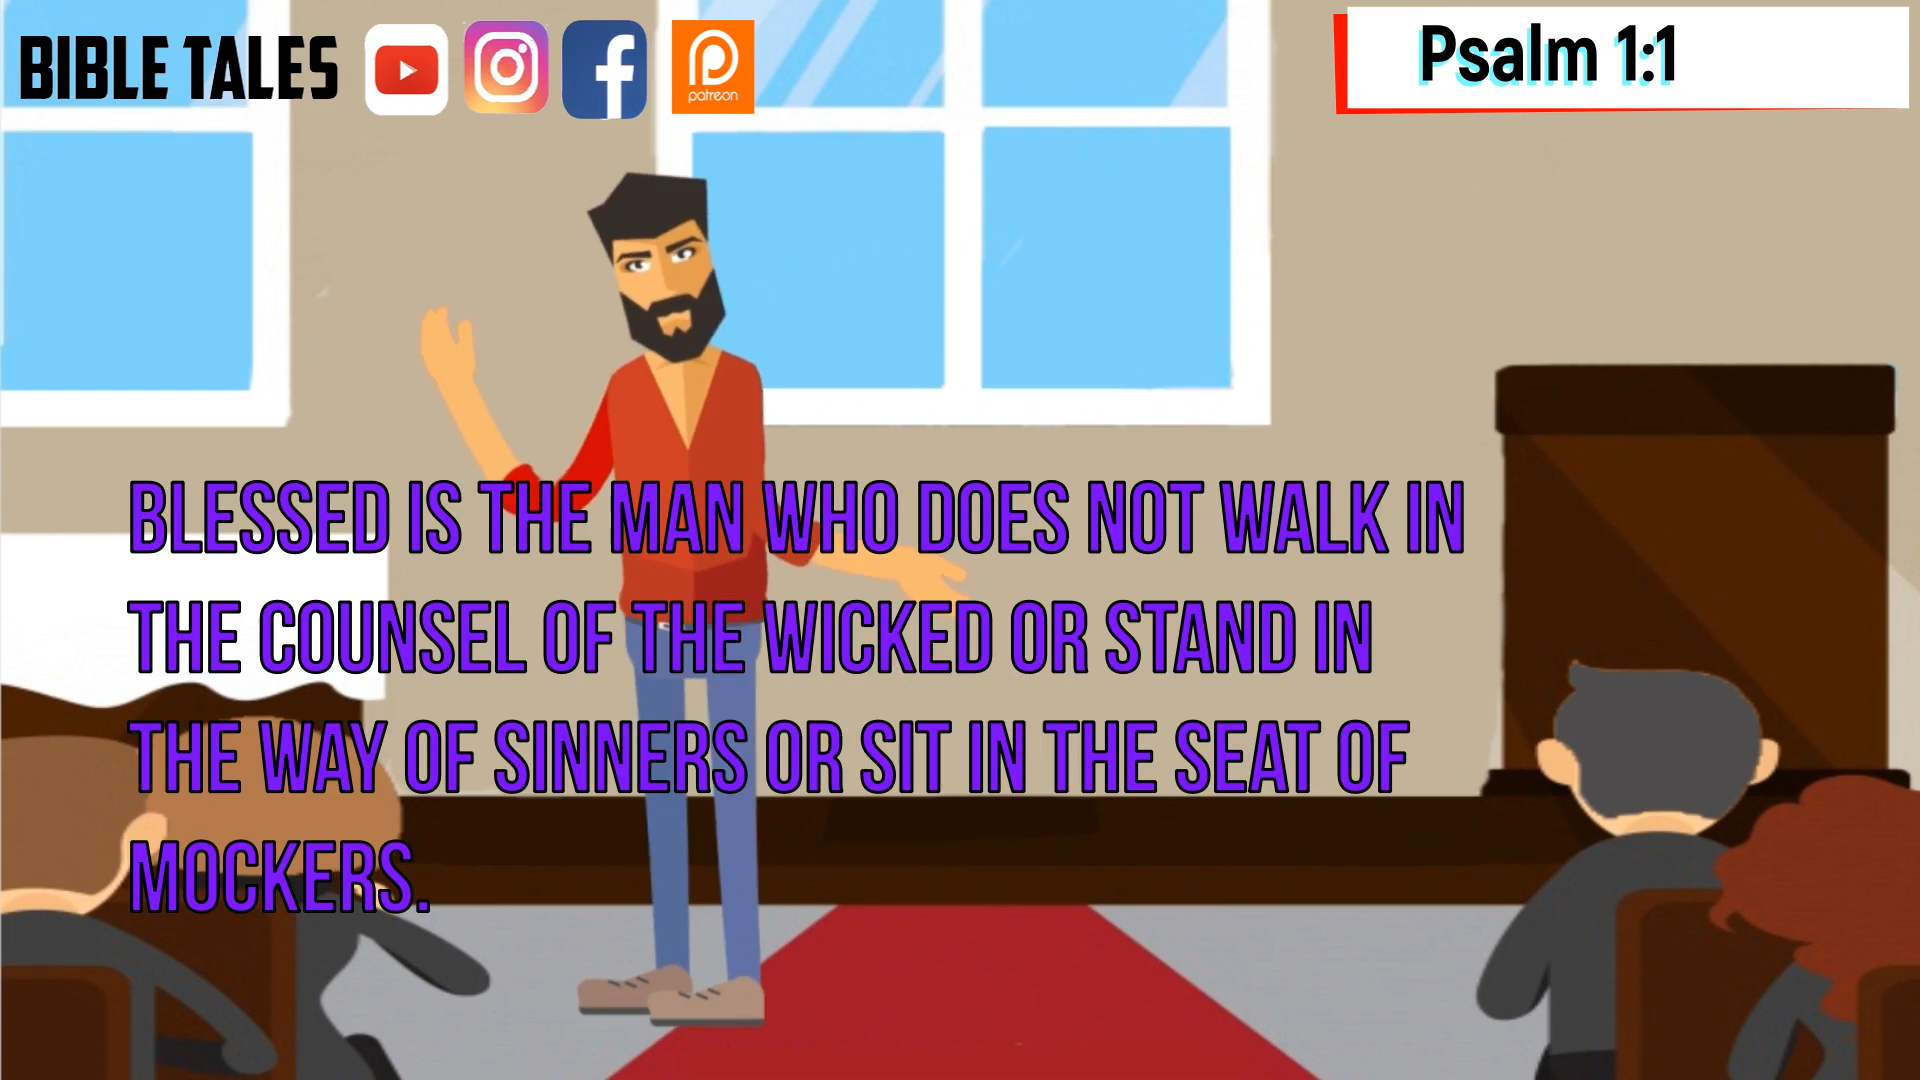 BIBLE TALES
patreon
Psalm 1:1
BLESSED IS THE MAN WHO DOES NOT WALK IN
THE COUNSEL OF THE WICKED OR STAND IN
THE WAY OF SINNERS OR SIT IN THE SEAT OF
MOCKERS.